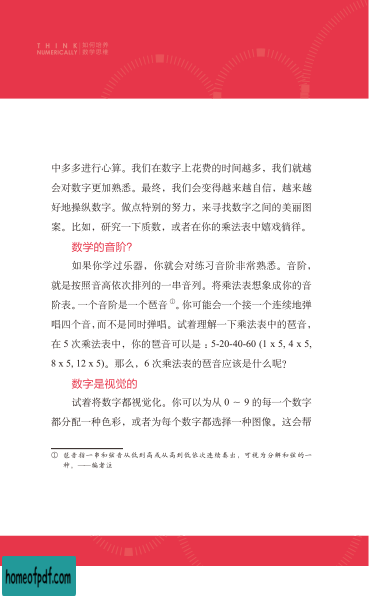 THINK 如何培养
NUMERICALLY 数学思维
中多多进行心算。我们在数字上花费的时间越多，我们就越
会对数字更加熟悉。最终，我们会变得越来越自信，越来越
好地操纵数字。做点特别的努力，来寻找数字之间的美丽图
案。比如，研究一下质数，或者在你的乘法表中嬉戏徜徉。
数学的音阶？
如果你学过乐器，你就会对练习音阶非常熟悉。音阶，
就是按照音高依次排列的一串音列。将乘法表想象成你的音
阶表。一个音阶是一个琶音①。你可能会一个接一个连续地弹
唱四个音，而不是同时弹唱。试着理解一下乘法表中的琶音，
在 5 次乘法表中，你的琶音可以是：5-20-40-60 (1 x 5, 4 x 5,
8 x 5, 12 x 5)。那么，6 次乘法表的琶音应该是什么呢？
数字是视觉的
试着将数字都视觉化。你可以为从 0 － 9 的每一个数字
都分配一种色彩，或者为每个数字都选择一种图像。这会帮
① 琶音指一串和弦音从低到高或从高到低依次连续奏出，可视为分解和弦的一
种。——编者注
homeofpdf.com